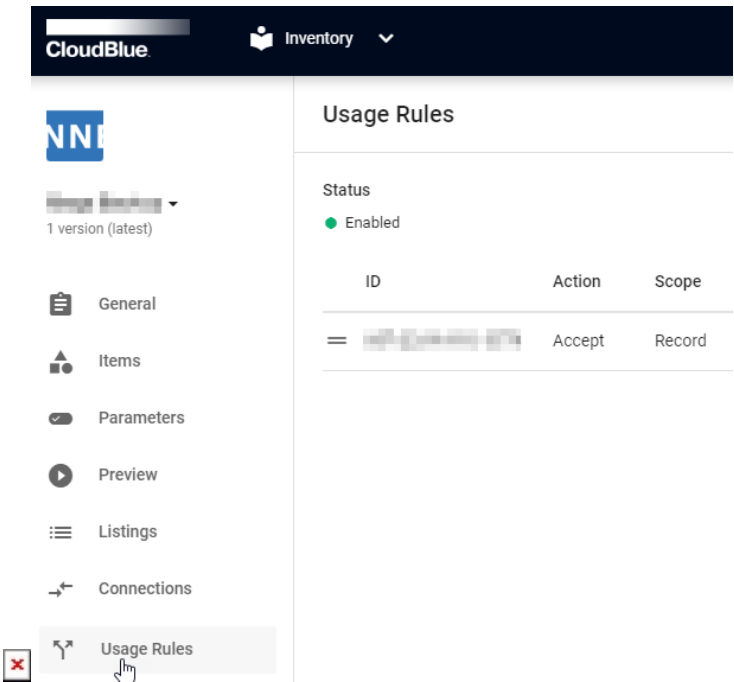 CloudBlue.
Inventory
NNE
1 version (latest)
General
Items
Parameters
Preview
Listings
Connections
Usage Rules
Usage Rules
Status
Enabled
ID Action Scope
Accept Record